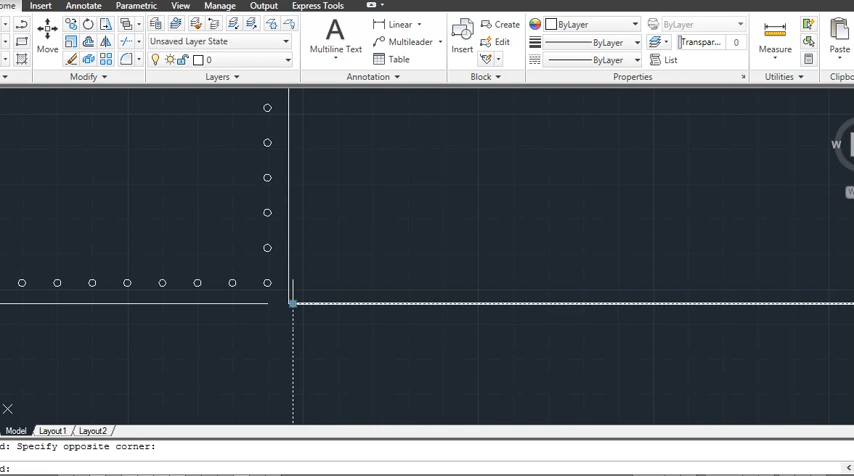 ome Insert Annotate Parametric View Manage Output Express Tools
Move
Unsaved Layer State
0
Multiline Text
Linear
Multileader
Table
Insert
Create
Edit
ByLayer
ByLayer
ByLayer
ByLayer
Transpar... 0
List
Measure
Paste
Modify
Layers
Annotation
Block
Properties
Utilities
Clipbo
W
Model Layout1 Layout2
d: Specify opposite corner:
d: